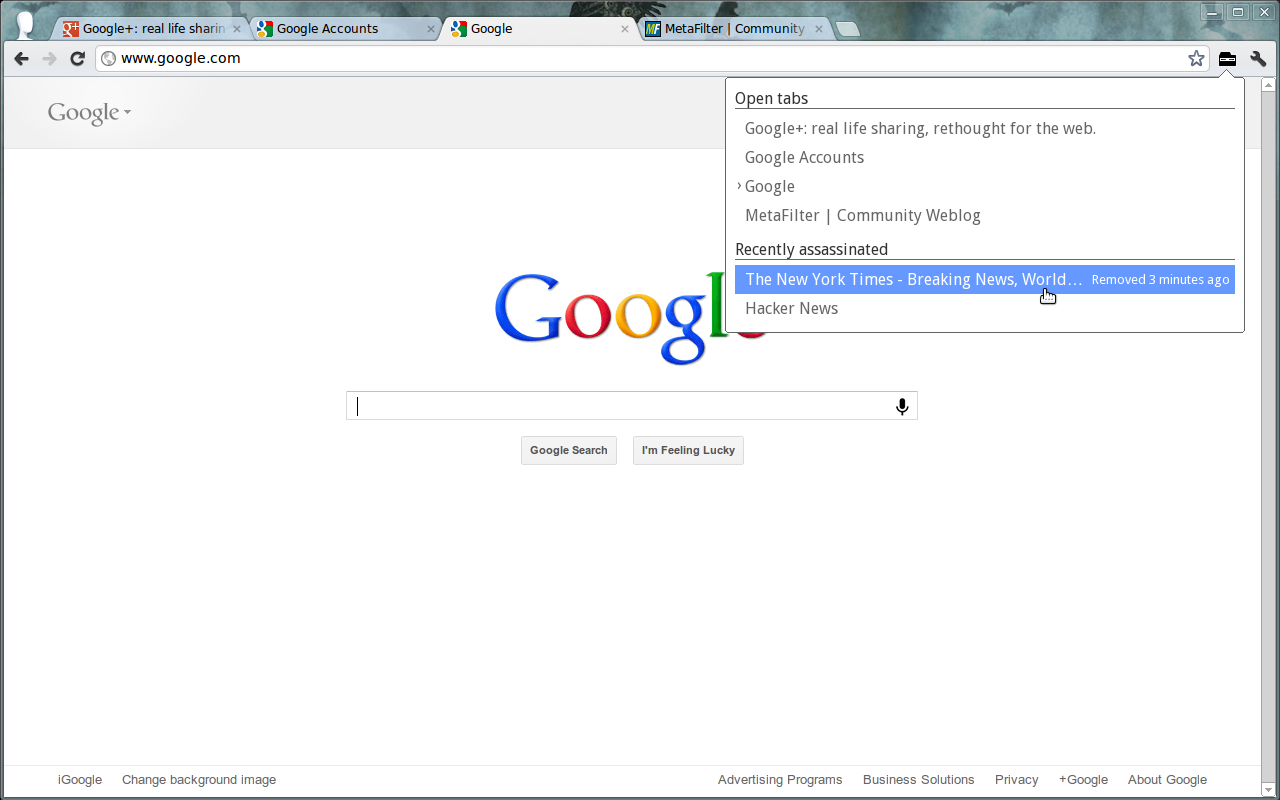 Google+: real life sharin
Google Accounts
Google
MetaFilter | Community
www.google.com
Google
Open tabs
Google+: real life sharing, rethought for the web.
Google Accounts
› Google
MetaFilter | Community Weblog
Recently assassinated
The New York Times - Breaking News, World… Removed 3 minutes ago
Hacker News
Google
Google Search
I'm Feeling Lucky
iGoogle
Change background image
Advertising Programs
Business Solutions
Privacy
+Google
About Google